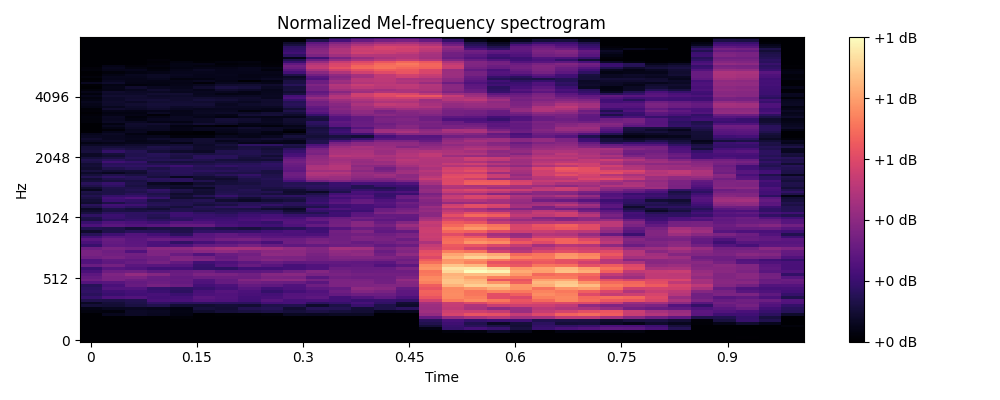 Normalized Mel-frequency spectrogram
+1 dB
+1 dB
+1 dB
+0 dB
+0 dB
+0 dB
Hz
4096
2048
1024
512
0
0 0.15 0.3 0.45 0.6 0.75 0.9
Time